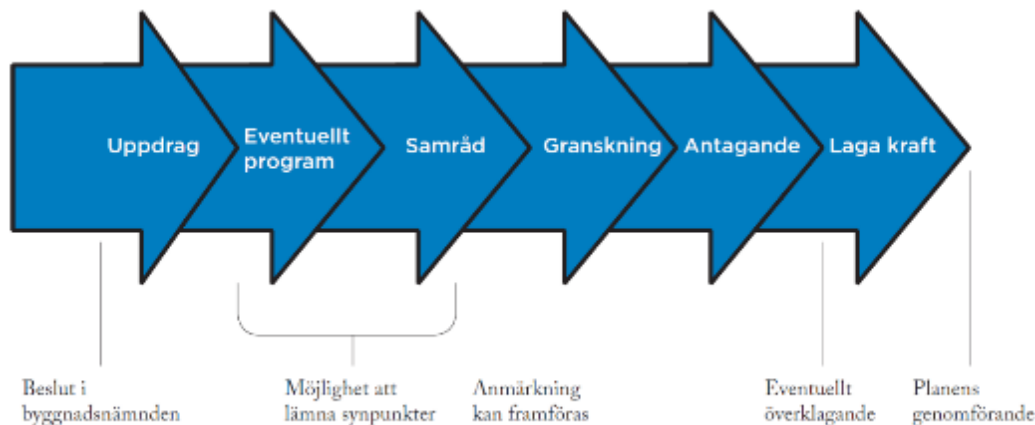 Uppdrag
Eventuellt
program
Samråd
Granskning
Antagande
Laga kraft
Beslut i
byggnadsnämnden
Möjlighet att
lämna synpunkter
Anmärkning
kan framföras
Eventuellt
överklagande
Planens
genomförande